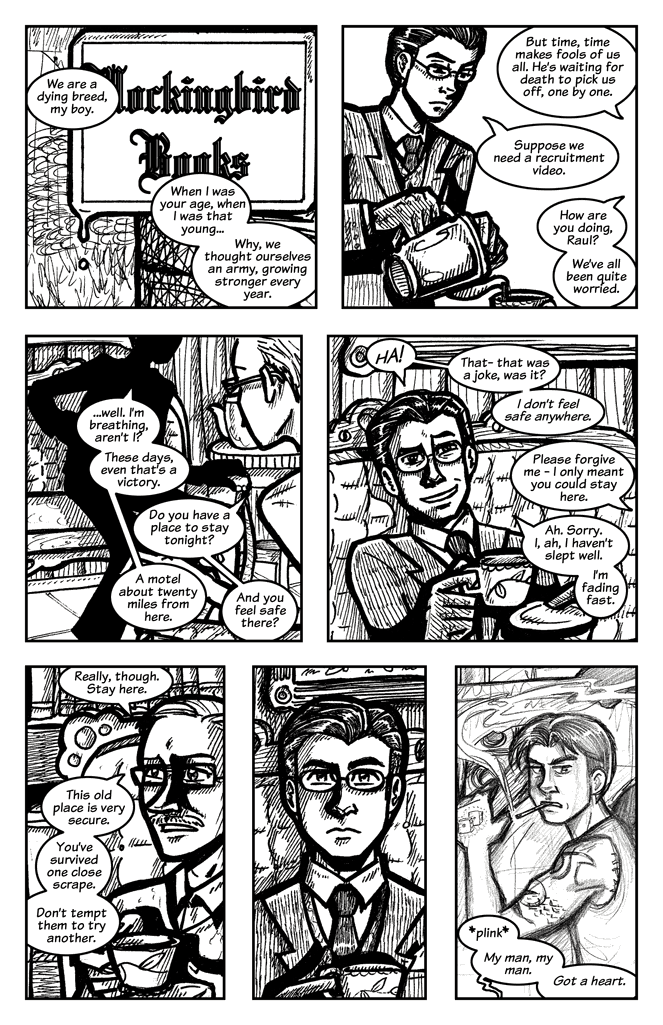 We are a
dying breed,
my boy.
Mockingbird
Books
When I was
your age, when
I was that
young...
Why, we
thought ourselves
an army, growing
stronger every
year.
But time, time
makes fools of us
all. He's waiting for
death to pick us
off, one by one.
Suppose we
need a recruitment
video.
How are
you doing,
Raul?
We've all
been quite
worried.
...well. I'm
breathing,
aren't I?
These days,
even that's a
victory.
Do you have a
place to stay
tonight?
A motel
about twenty
miles from
here.
And you
feel safe
there?
HA!
That- that was
a joke, was it?
I don't feel
safe anywhere.
Please forgive
me - I only meant
you could stay
here.
Ah. Sorry.
I, ah, I haven't
slept well.
I'm
fading
fast.
Really, though.
Stay here.
This old
place is very
secure.
You've
survived
one close
scrape.
Don't tempt
them to try
another.
*plink*
My man, my
man.
Got a heart.